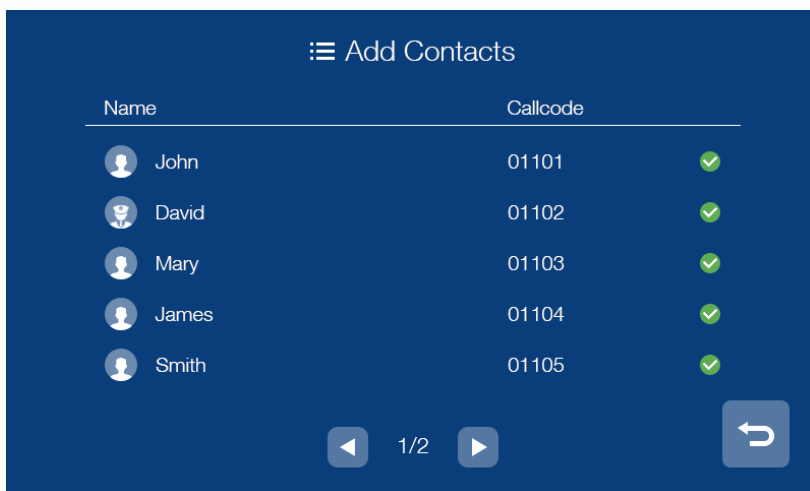 Add Contacts
Name Callcode
John 01101
David 01102
Mary 01103
James 01104
Smith 01105
1/2